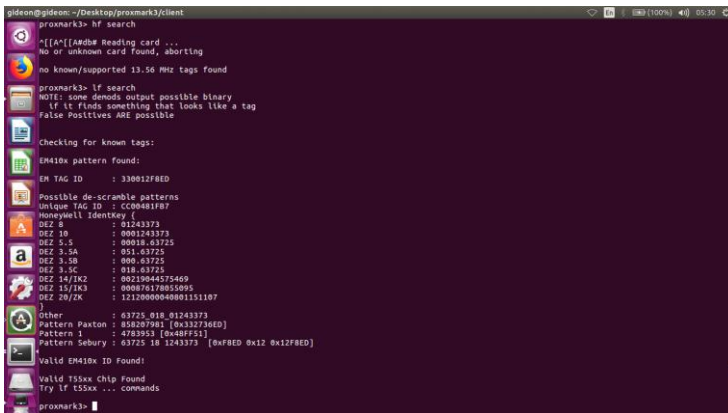 gideon@gideon: ~/Desktop/proxmark3/client
En (100%) 05:30
proxmark3> hf search
^[[A^[[A#db# Reading card ...
No or unknown card found, aborting
no known/supported 13.56 MHz tags found
proxmark3> lf search
NOTE: some demods output possible binary
if it finds something that looks like a tag
False Positives ARE possible
Checking for known tags:
EM410x pattern found:
EM TAG ID : 330012F8ED
Possible de-scramble patterns
Unique TAG ID : CC00481FB7
HoneyWell IdentKey {
DEZ 8 : 01243373
DEZ 10 : 0001243373
DEZ 5.5 : 00018.63725
DEZ 3.5A : 051.63725
DEZ 3.5B : 000.63725
DEZ 3.5C : 018.63725
DEZ 14/IK2 : 00219044575469
DEZ 15/IK3 : 000876178055095
DEZ 20/ZK : 12120000040801151107
}
Other : 63725_018_01243373
Pattern Paxton : 858207981 [0x332736ED]
Pattern 1 : 4783953 [0x48FF51]
Pattern Sebury : 63725 18 1243373 [0xF8ED 0x12 0x12F8ED]
Valid EM410x ID Found!
Valid T55xx Chip Found
Try lf t55xx ... commands
proxmark3>